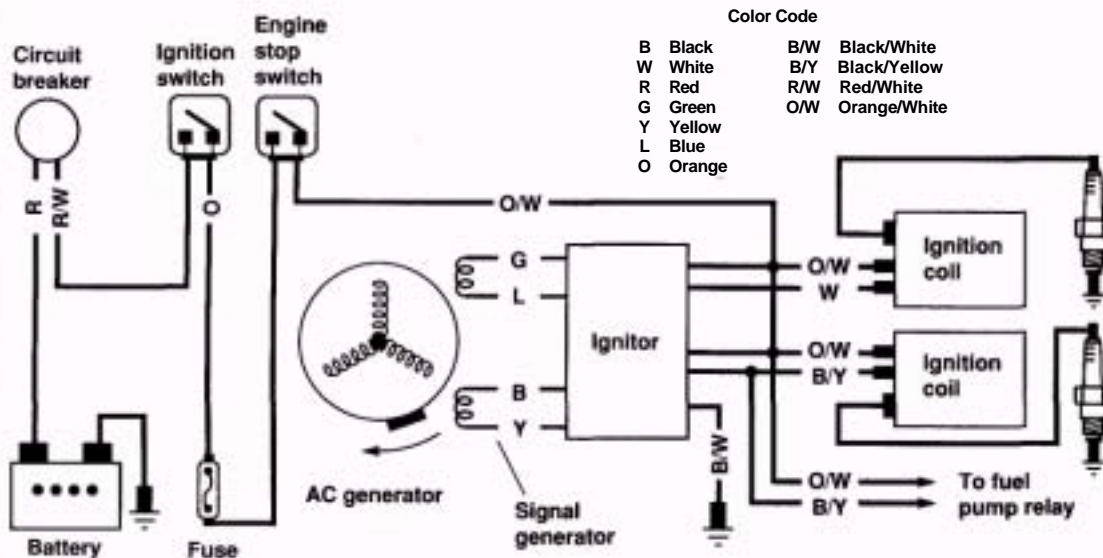 Color Code
B Black B/W Black/White
W White B/Y Black/Yellow
R Red R/W Red/White
G Green O/W Orange/White
Y Yellow
L Blue
O Orange
Circuit
breaker
Ignition
switch
Engine
stop
switch
R
R/W
O
O/W
G
L
B
Y
Ignitor
O/W
W
Ignition
coil
O/W
B/Y
Ignition
coil
B/W
O/W
B/Y
To fuel
pump relay
AC generator
Signal
generator
Battery
Fuse